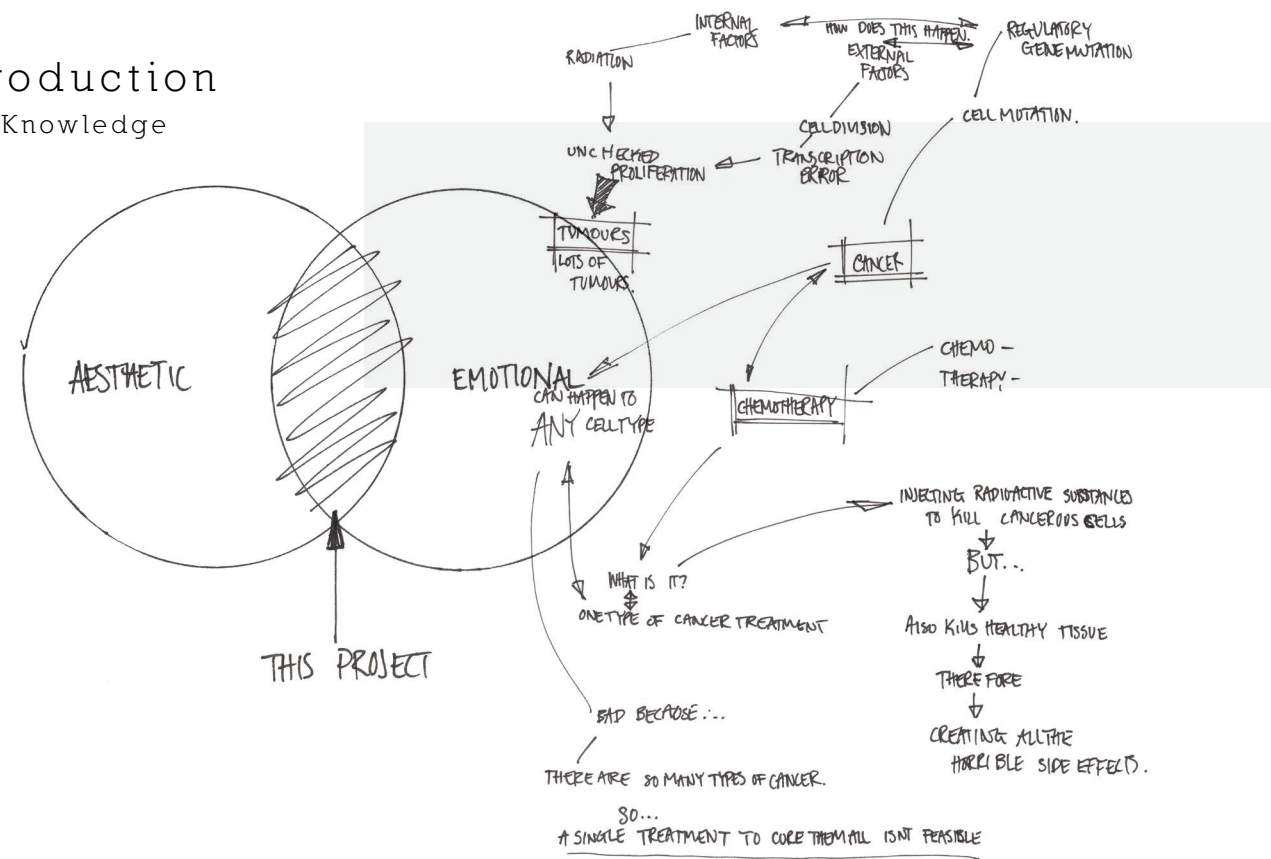 roduction
Knowledge
INTERNAL
FACTORS
HOW DOES THIS HAPPEN.
REGULATORY
GENE MUTATION
RADIATION
EXTERNAL
FACTORS
CELL MUTATION.
CELL DIVISION
TRANSCRIPTION
ERROR
UNCHECKED
PROLIFERATION
TUMOURS
LOTS OF
TUMOURS.
CANCER
AESTHETIC
EMOTIONAL
CAN HAPPEN TO
ANY CELL TYPE
CHEMOTHERAPY
CHEMO -
THERAPY -
INJECTING RADIOACTIVE SUBSTANCES
TO KILL CANCEROUS CELLS
BUT...
ALSO KILLS HEALTHY TISSUE
THEREFORE
CREATING ALL THE
HORRIBLE SIDE EFFECTS.
WHAT IS IT?
ONE TYPE OF CANCER TREATMENT
THIS PROJECT
BAD BECAUSE...
THERE ARE SO MANY TYPES OF CANCER.
SO...
A SINGLE TREATMENT TO CURE THEM ALL ISNT FEASIBLE